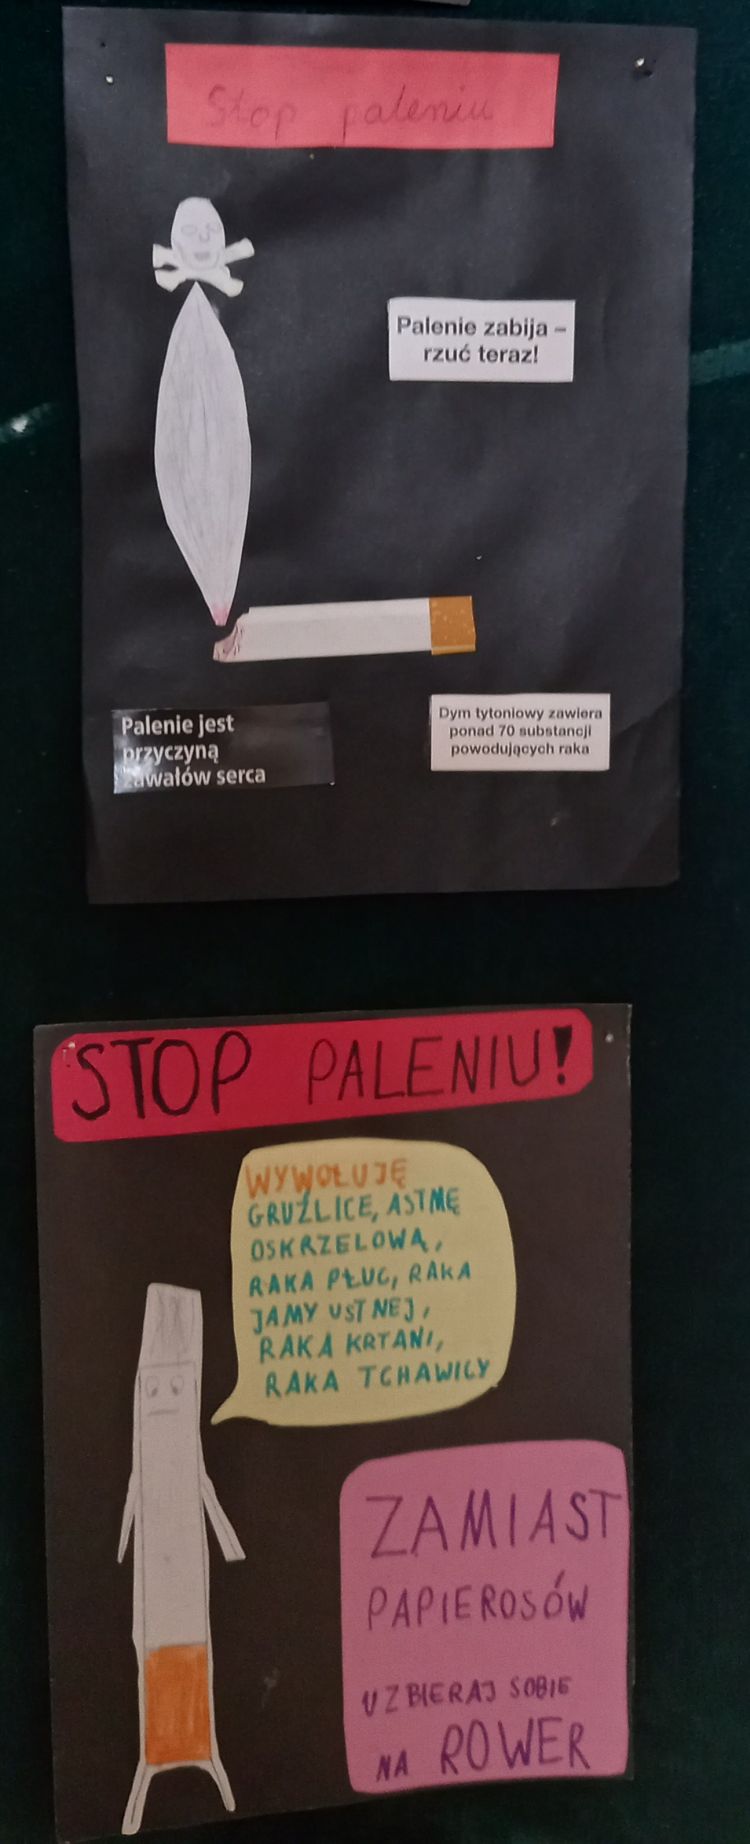 Stop paleniu
Palenie zabija –
rzuć teraz!
Palenie jest
przyczyną
zawałów serca
Dym tytoniowy zawiera
ponad 70 substancji
powodujących raka
STOP PALENIU!
WYWOŁUJĘ
GRUŹLICE, ASTMĘ
OSKRZELOWĄ,
RAKA PŁUC, RAKA
JAMY USTNEJ,
RAKA KRTANI,
RAKA TCHAWICY
ZAMIAST
PAPIEROSÓW
UZBIERAJ SOBIE
NA ROWER